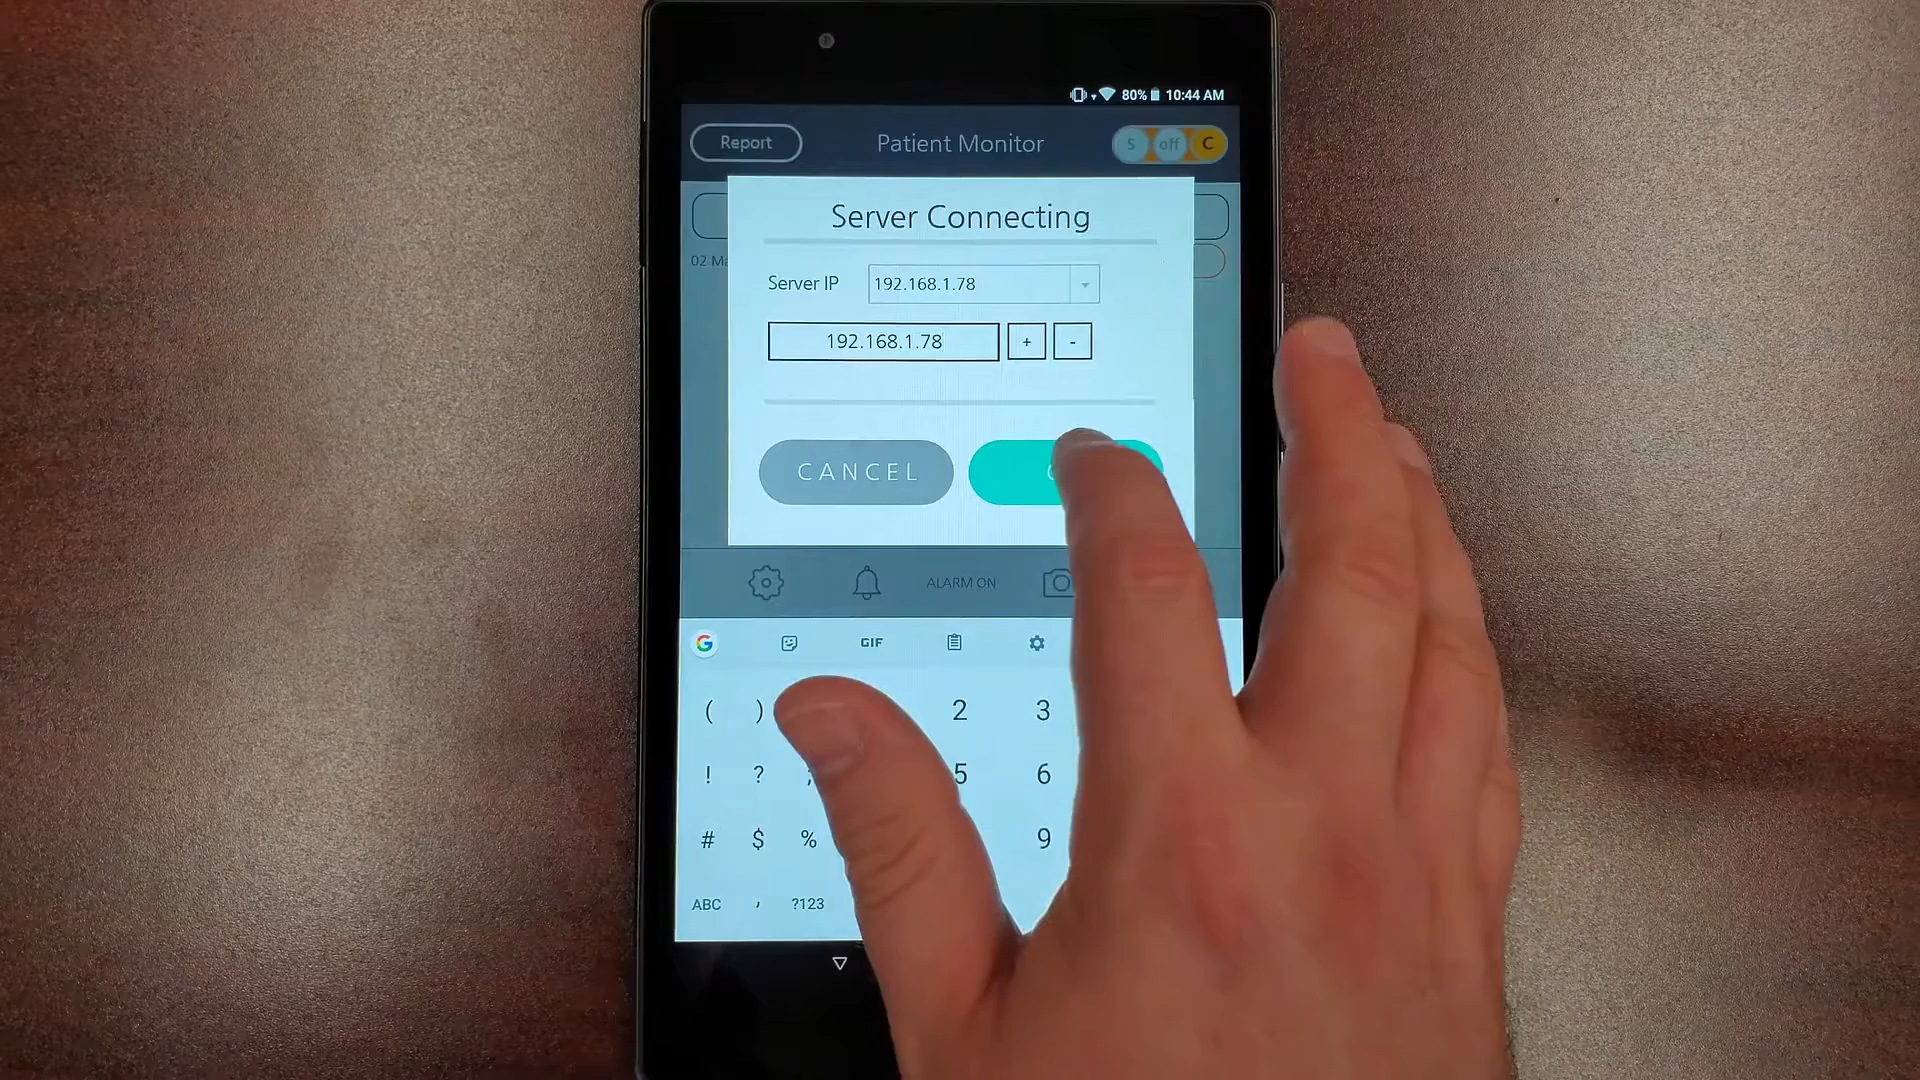 80% 10:44 AM
Report Patient Monitor S off C
Server Connecting
02 Ma
Server IP 192.168.1.78
192.168.1.78 + -
CANCEL
ALARM ON
G GIF
( ) 2 3
! ? ; 5 6
# $ % 9
ABC , ?123